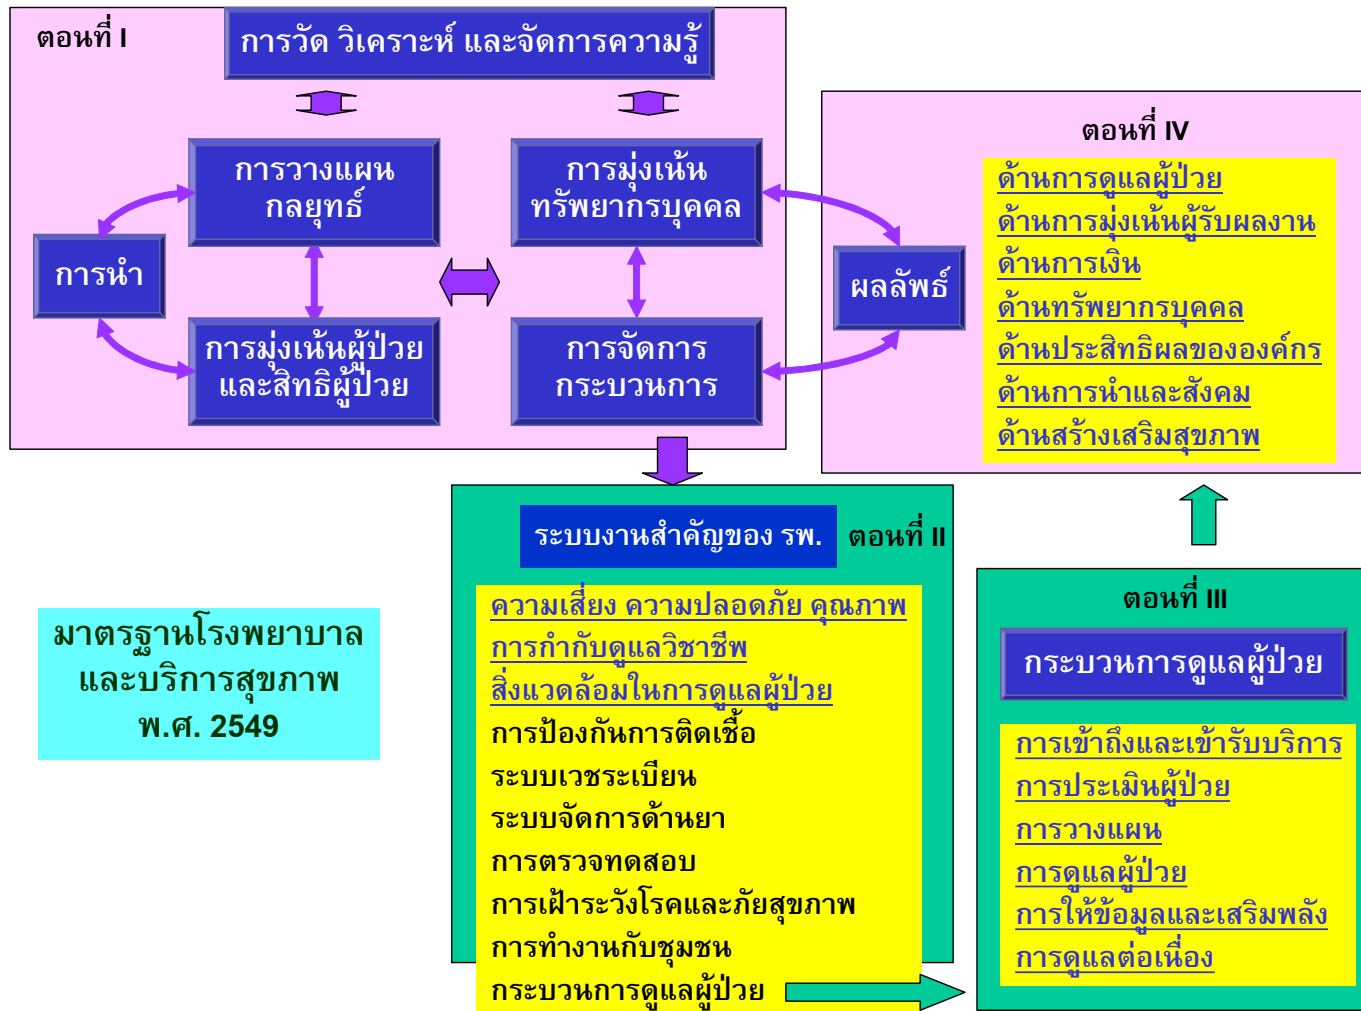 ตอนที่ I
การวัด วิเคราะห์ และจัดการความรู้
การวางแผน
กลยุทธ์
การมุ่งเน้น
ทรัพยากรบุคคล
การนำ
การมุ่งเน้นผู้ป่วย
และสิทธิผู้ป่วย
การจัดการ
กระบวนการ
ตอนที่ IV
ผลลัพธ์
ด้านการดูแลผู้ป่วย
ด้านการมุ่งเน้นผู้รับผลงาน
ด้านการเงิน
ด้านทรัพยากรบุคคล
ด้านประสิทธิผลขององค์กร
ด้านการนำและสังคม
ด้านสร้างเสริมสุขภาพ
ระบบงานสำคัญของ รพ.
ตอนที่ II
ความเสี่ยง ความปลอดภัย คุณภาพ
การกำกับดูแลวิชาชีพ
สิ่งแวดล้อมในการดูแลผู้ป่วย
การป้องกันการติดเชื้อ
ระบบเวชระเบียน
ระบบจัดการด้านยา
การตรวจทดสอบ
การเฝ้าระวังโรคและภัยสุขภาพ
การทำงานกับชุมชน
กระบวนการดูแลผู้ป่วย
ตอนที่ III
กระบวนการดูแลผู้ป่วย
การเข้าถึงและเข้ารับบริการ
การประเมินผู้ป่วย
การวางแผน
การดูแลผู้ป่วย
การให้ข้อมูลและเสริมพลัง
การดูแลต่อเนื่อง
มาตรฐานโรงพยาบาล
และบริการสุขภาพ
พ.ศ. 2549